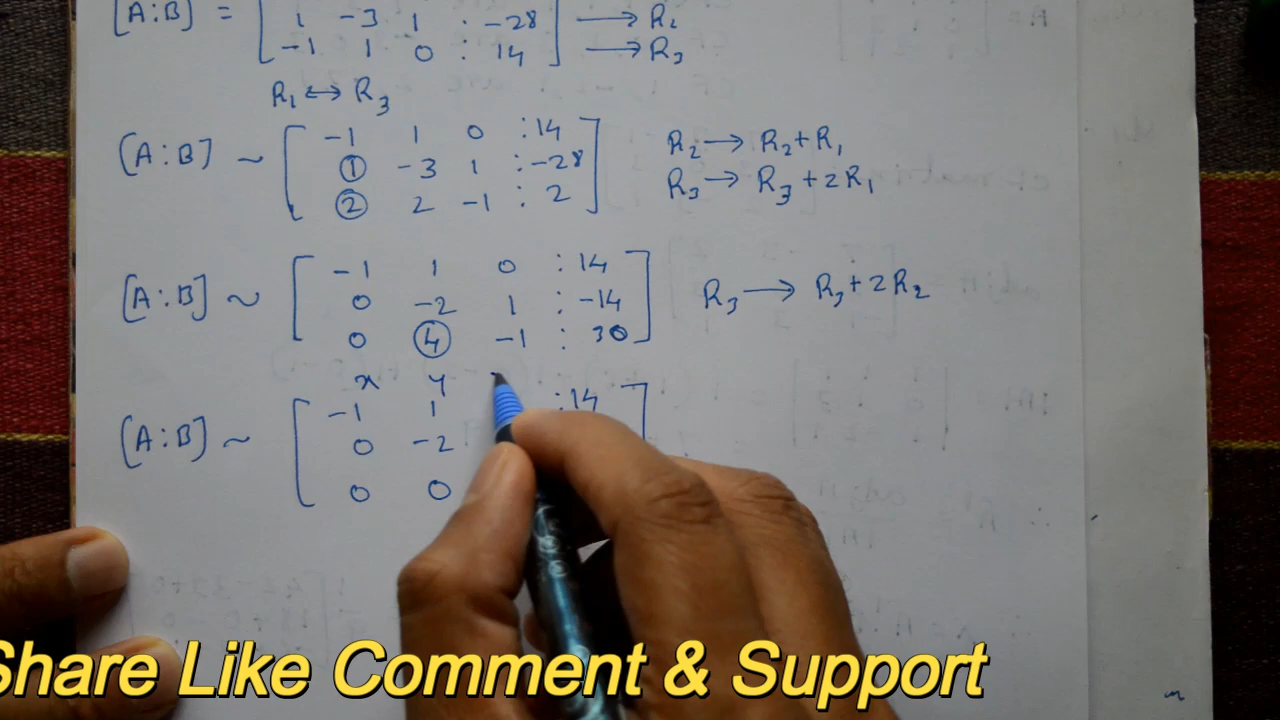 [A:B] =
1 -3 1 : -28 → R₂
-1 1 0 : 14 → R₃
R₁ ↔ R₃
[A:B] ~ -1 1 0 : 14
① -3 1 : -28 R₂ → R₂+R₁
② 2 -1 : 2 R₃ → R₃+2R₁
[A:B] ~ -1 1 0 : 14
0 -2 1 : -14 R₃ → R₃+2R₂
0 ④ -1 : 30
x y
[A:B] ~ -1 1 :14
0 -2
0 0
Share Like Comment & Support